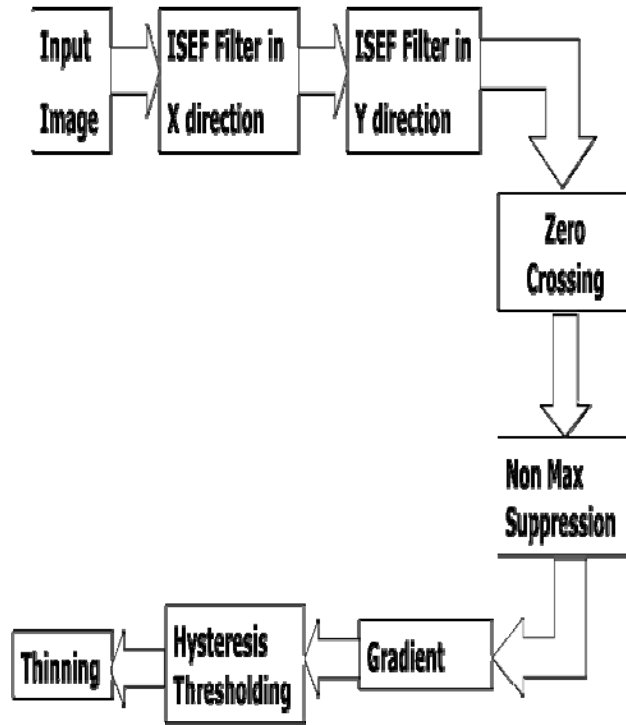 Input
Image
ISEF Filter in
X direction
ISEF Filter in
Y direction
Zero
Crossing
Non Max
Suppression
Gradient
Hysteresis
Thresholding
Thinning